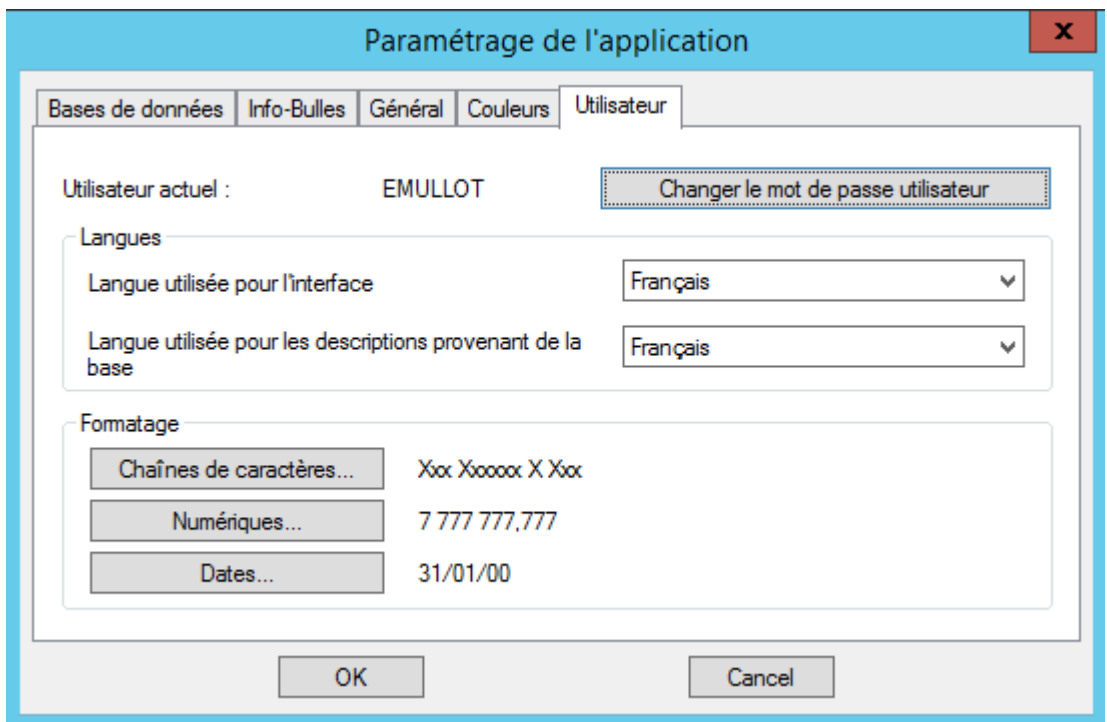 Paramétrage de l'application
x
Bases de données Info-Bulles Général Couleurs Utilisateur
Utilisateur actuel : EMULLOT Changer le mot de passe utilisateur
Langues
Langue utilisée pour l'interface Français
Langue utilisée pour les descriptions provenant de la
base
Français
Formatage
Chaînes de caractères... Xxx Xxxxxx X Xxx
Numériques... 7 777 777,777
Dates... 31/01/00
OK Cancel